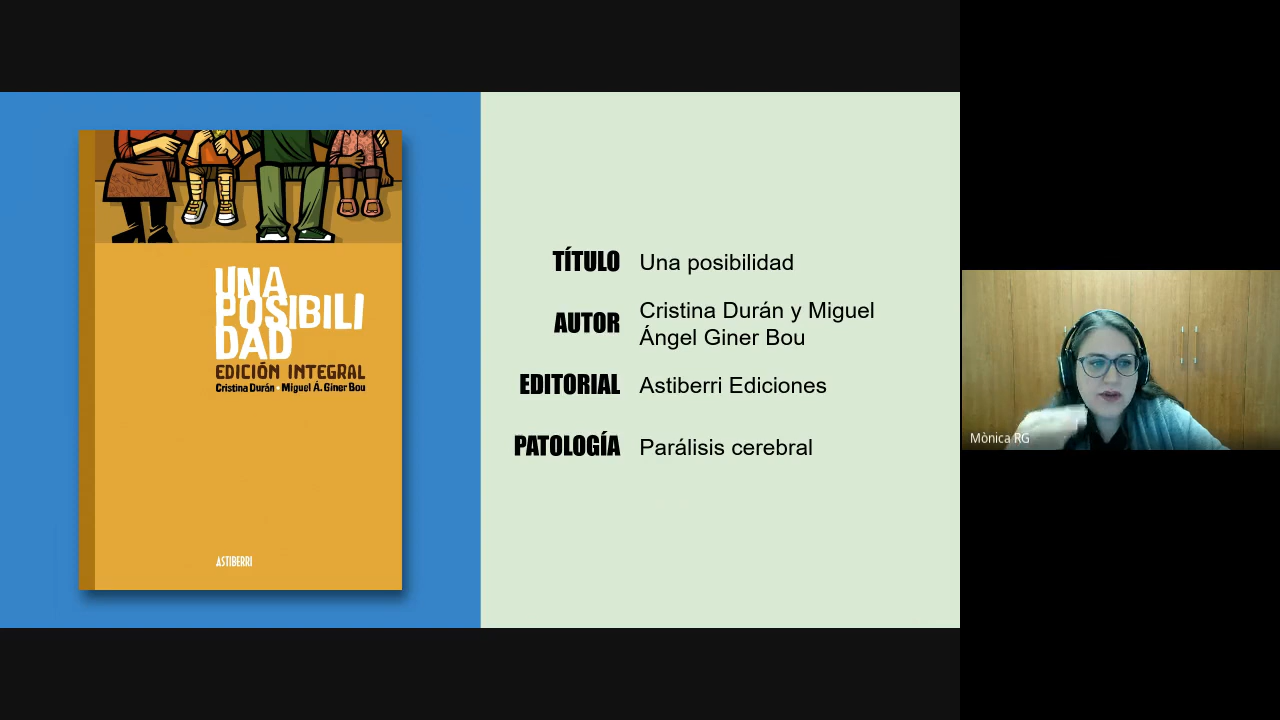 UNA
POSIBILI
DAD
EDICIÓN INTEGRAL
Cristina Durán · Miguel Á. Giner Bou
ASTIBERRI
TÍTULO Una posibilidad
AUTOR Cristina Durán y Miguel
Ángel Giner Bou
EDITORIAL Astiberri Ediciones
PATOLOGÍA Parálisis cerebral
Mònica RG